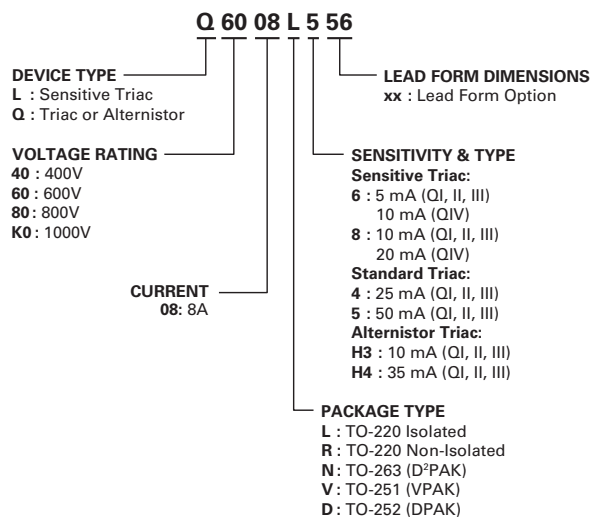 Q 60 08 L 5 56
DEVICE TYPE
L : Sensitive Triac
Q : Triac or Alternistor
VOLTAGE RATING
40 : 400V
60 : 600V
80 : 800V
K0 : 1000V
CURRENT
08: 8A
LEAD FORM DIMENSIONS
xx : Lead Form Option
SENSITIVITY & TYPE
Sensitive Triac:
6 : 5 mA (QI, II, III)
10 mA (QIV)
8 : 10 mA (QI, II, III)
20 mA (QIV)
Standard Triac:
4 : 25 mA (QI, II, III)
5 : 50 mA (QI, II, III)
Alternistor Triac:
H3 : 10 mA (QI, II, III)
H4 : 35 mA (QI, II, III)
PACKAGE TYPE
L : TO-220 Isolated
R : TO-220 Non-Isolated
N : TO-263 (D²PAK)
V : TO-251 (VPAK)
D : TO-252 (DPAK)